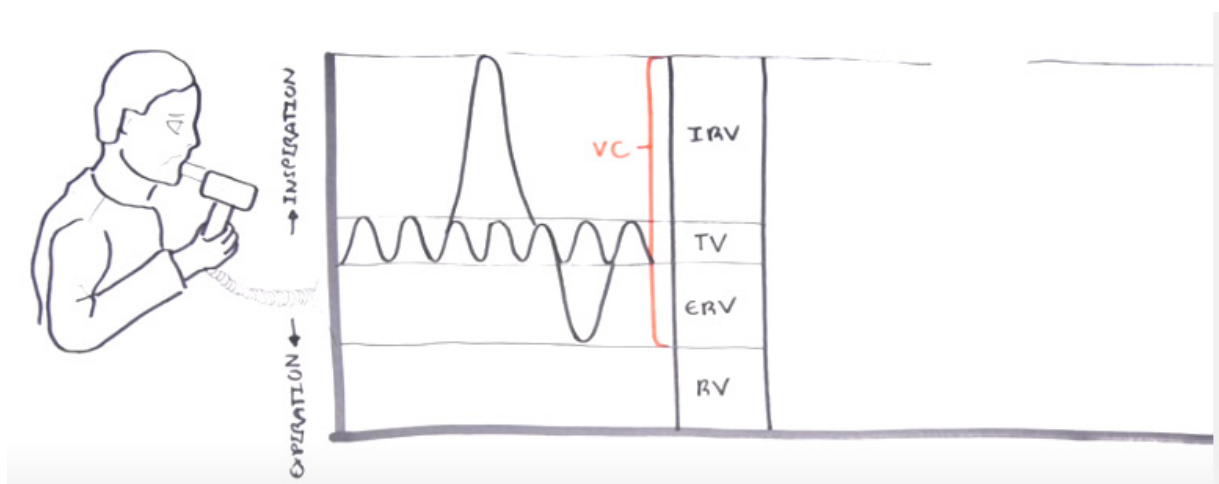 INSPIRATION
EXPIRATION
VC
IRV
TV
ERV
RV